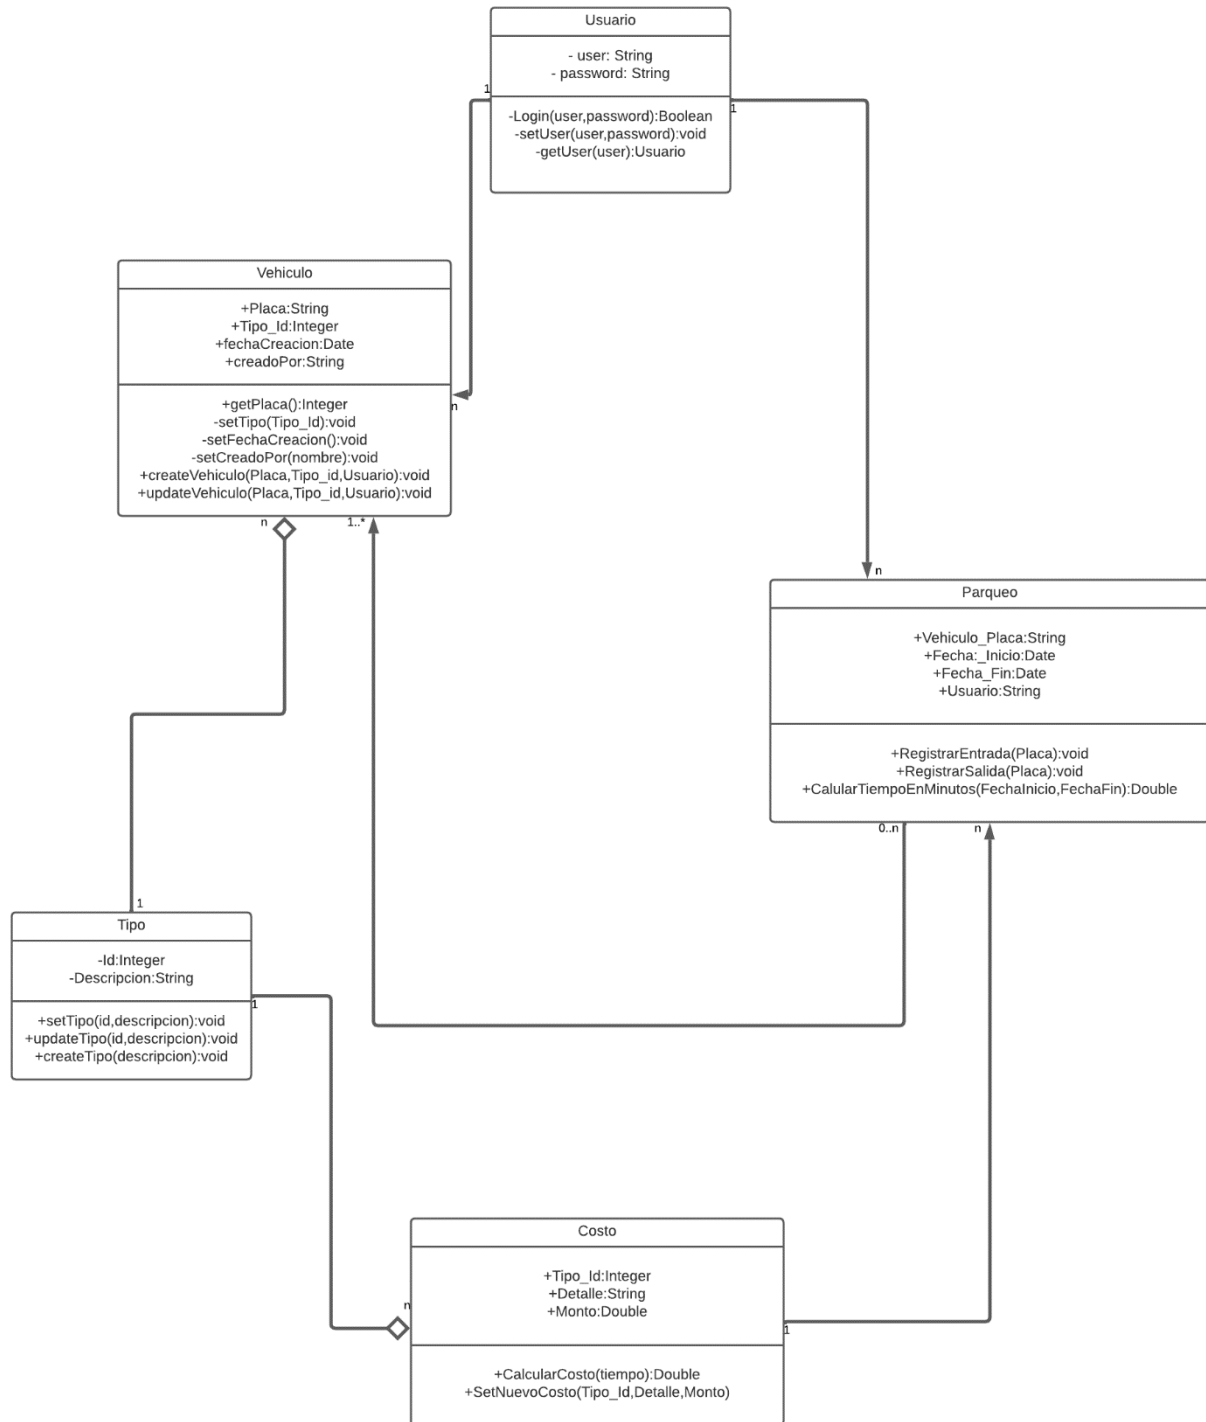 Usuario
- user: String
- password: String
1
1
-Login(user,password):Boolean
-setUser(user,password):void
-getUser(user):Usuario
Vehiculo
+Placa:String
+Tipo_Id:Integer
+fechaCreacion:Date
+creadoPor:String
+getPlaca():Integer
n
-setTipo(Tipo_Id):void
-setFechaCreacion():void
-setCreadoPor(nombre):void
+createVehiculo(Placa,Tipo_id,Usuario):void
+updateVehiculo(Placa,Tipo_id,Usuario):void
n
1..*
n
Parqueo
+Vehiculo_Placa:String
+Fecha:_Inicio:Date
+Fecha_Fin:Date
+Usuario:String
+RegistrarEntrada(Placa):void
+RegistrarSalida(Placa):void
+CalularTiempoEnMinutos(FechaInicio,FechaFin):Double
0..n
n
1
Tipo
-Id:Integer
-Descripcion:String
1
+setTipo(id,descripcion):void
+updateTipo(id,descripcion):void
+createTipo(descripcion):void
Costo
+Tipo_Id:Integer
+Detalle:String
+Monto:Double
n
1
+CalcularCosto(tiempo):Double
+SetNuevoCosto(Tipo_Id,Detalle,Monto)